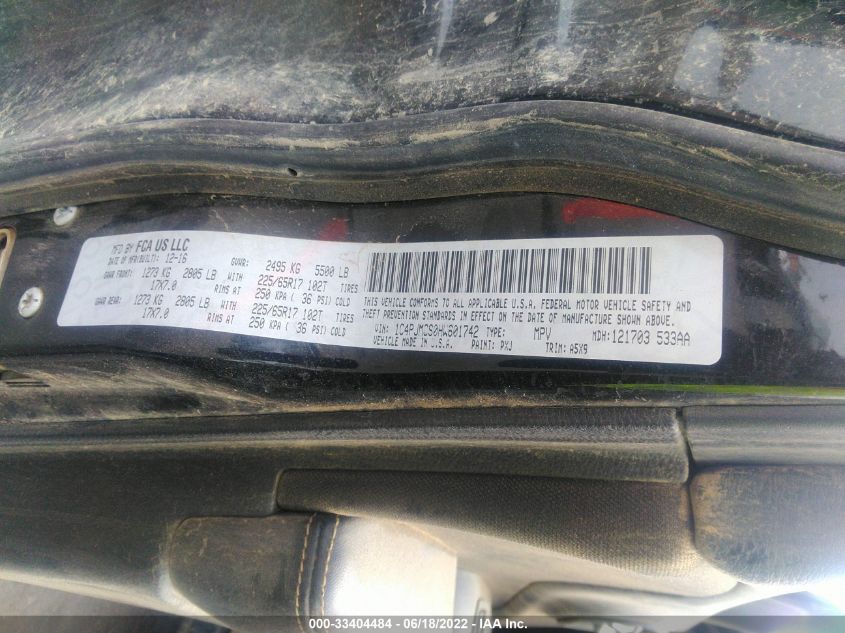 MFD BY FCA US LLC
DATE OF MFR(BUILT): 12-16 GVWR: 2495 KG 5500 LB
GAWR FRONT: 1273 KG 2805 LB WITH 225/65R17 102T TIRES
17X7.0 RIMS AT 250 KPA ( 36 PSI) COLD
GAWR REAR: 1273 KG 2805 LB WITH 225/65R17 102T TIRES
17X7.0 RIMS AT 250 KPA ( 36 PSI) COLD
THIS VEHICLE CONFORMS TO ALL APPLICABLE U.S.A. FEDERAL MOTOR VEHICLE SAFETY AND
THEFT PREVENTION STANDARDS IN EFFECT ON THE DATE OF MANUFACTURE SHOWN ABOVE.
VIN: 1C4PJMCS0HW601742 TYPE: MPV MDH:121703 533AA
VEHICLE MADE IN U.S.A. PAINT: PXJ TRIM: A5X9
000-33404484 - 06/18/2022 - IAA Inc.